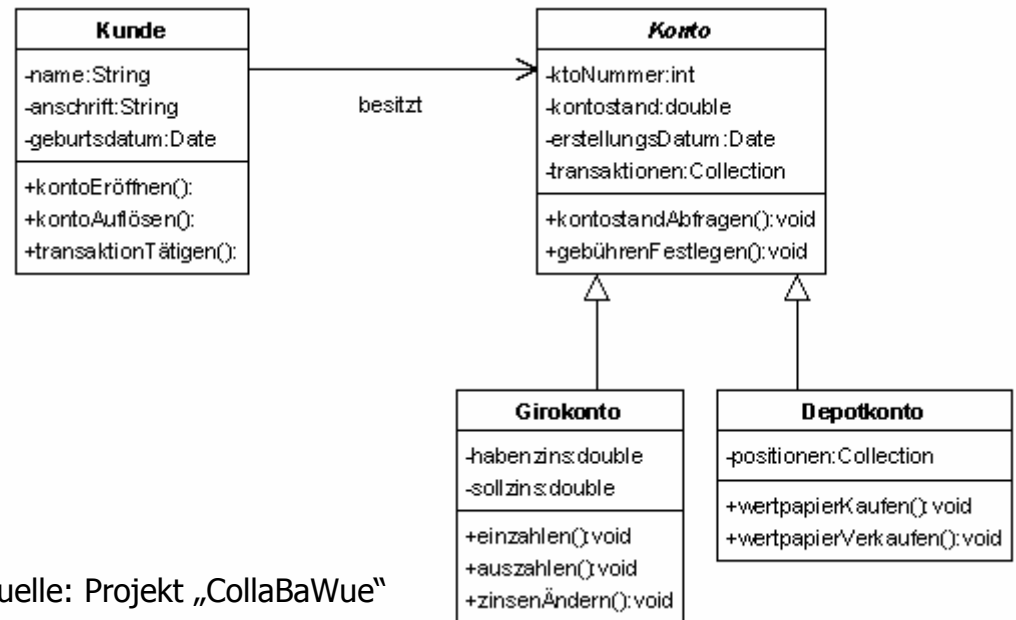 Kunde
-name:String
-anschrift:String
-geburtsdatum:Date
+kontoEröffnen():
+kontoAuflösen():
+transaktionTätigen():
besitzt
Konto
-ktoNummer:int
-kontostand:double
-erstellungsDatum:Date
-transaktionen:Collection
+kontostandAbfragen():void
+gebührenFestlegen():void
Girokonto
-habenzins:double
-sollzins:double
+einzahlen():void
+auszahlen():void
+zinsenÄndern():void
Depotkonto
-positionen:Collection
+wertpapierKaufen():void
+wertpapierVerkaufen():void
uelle: Projekt „CollaBaWue“